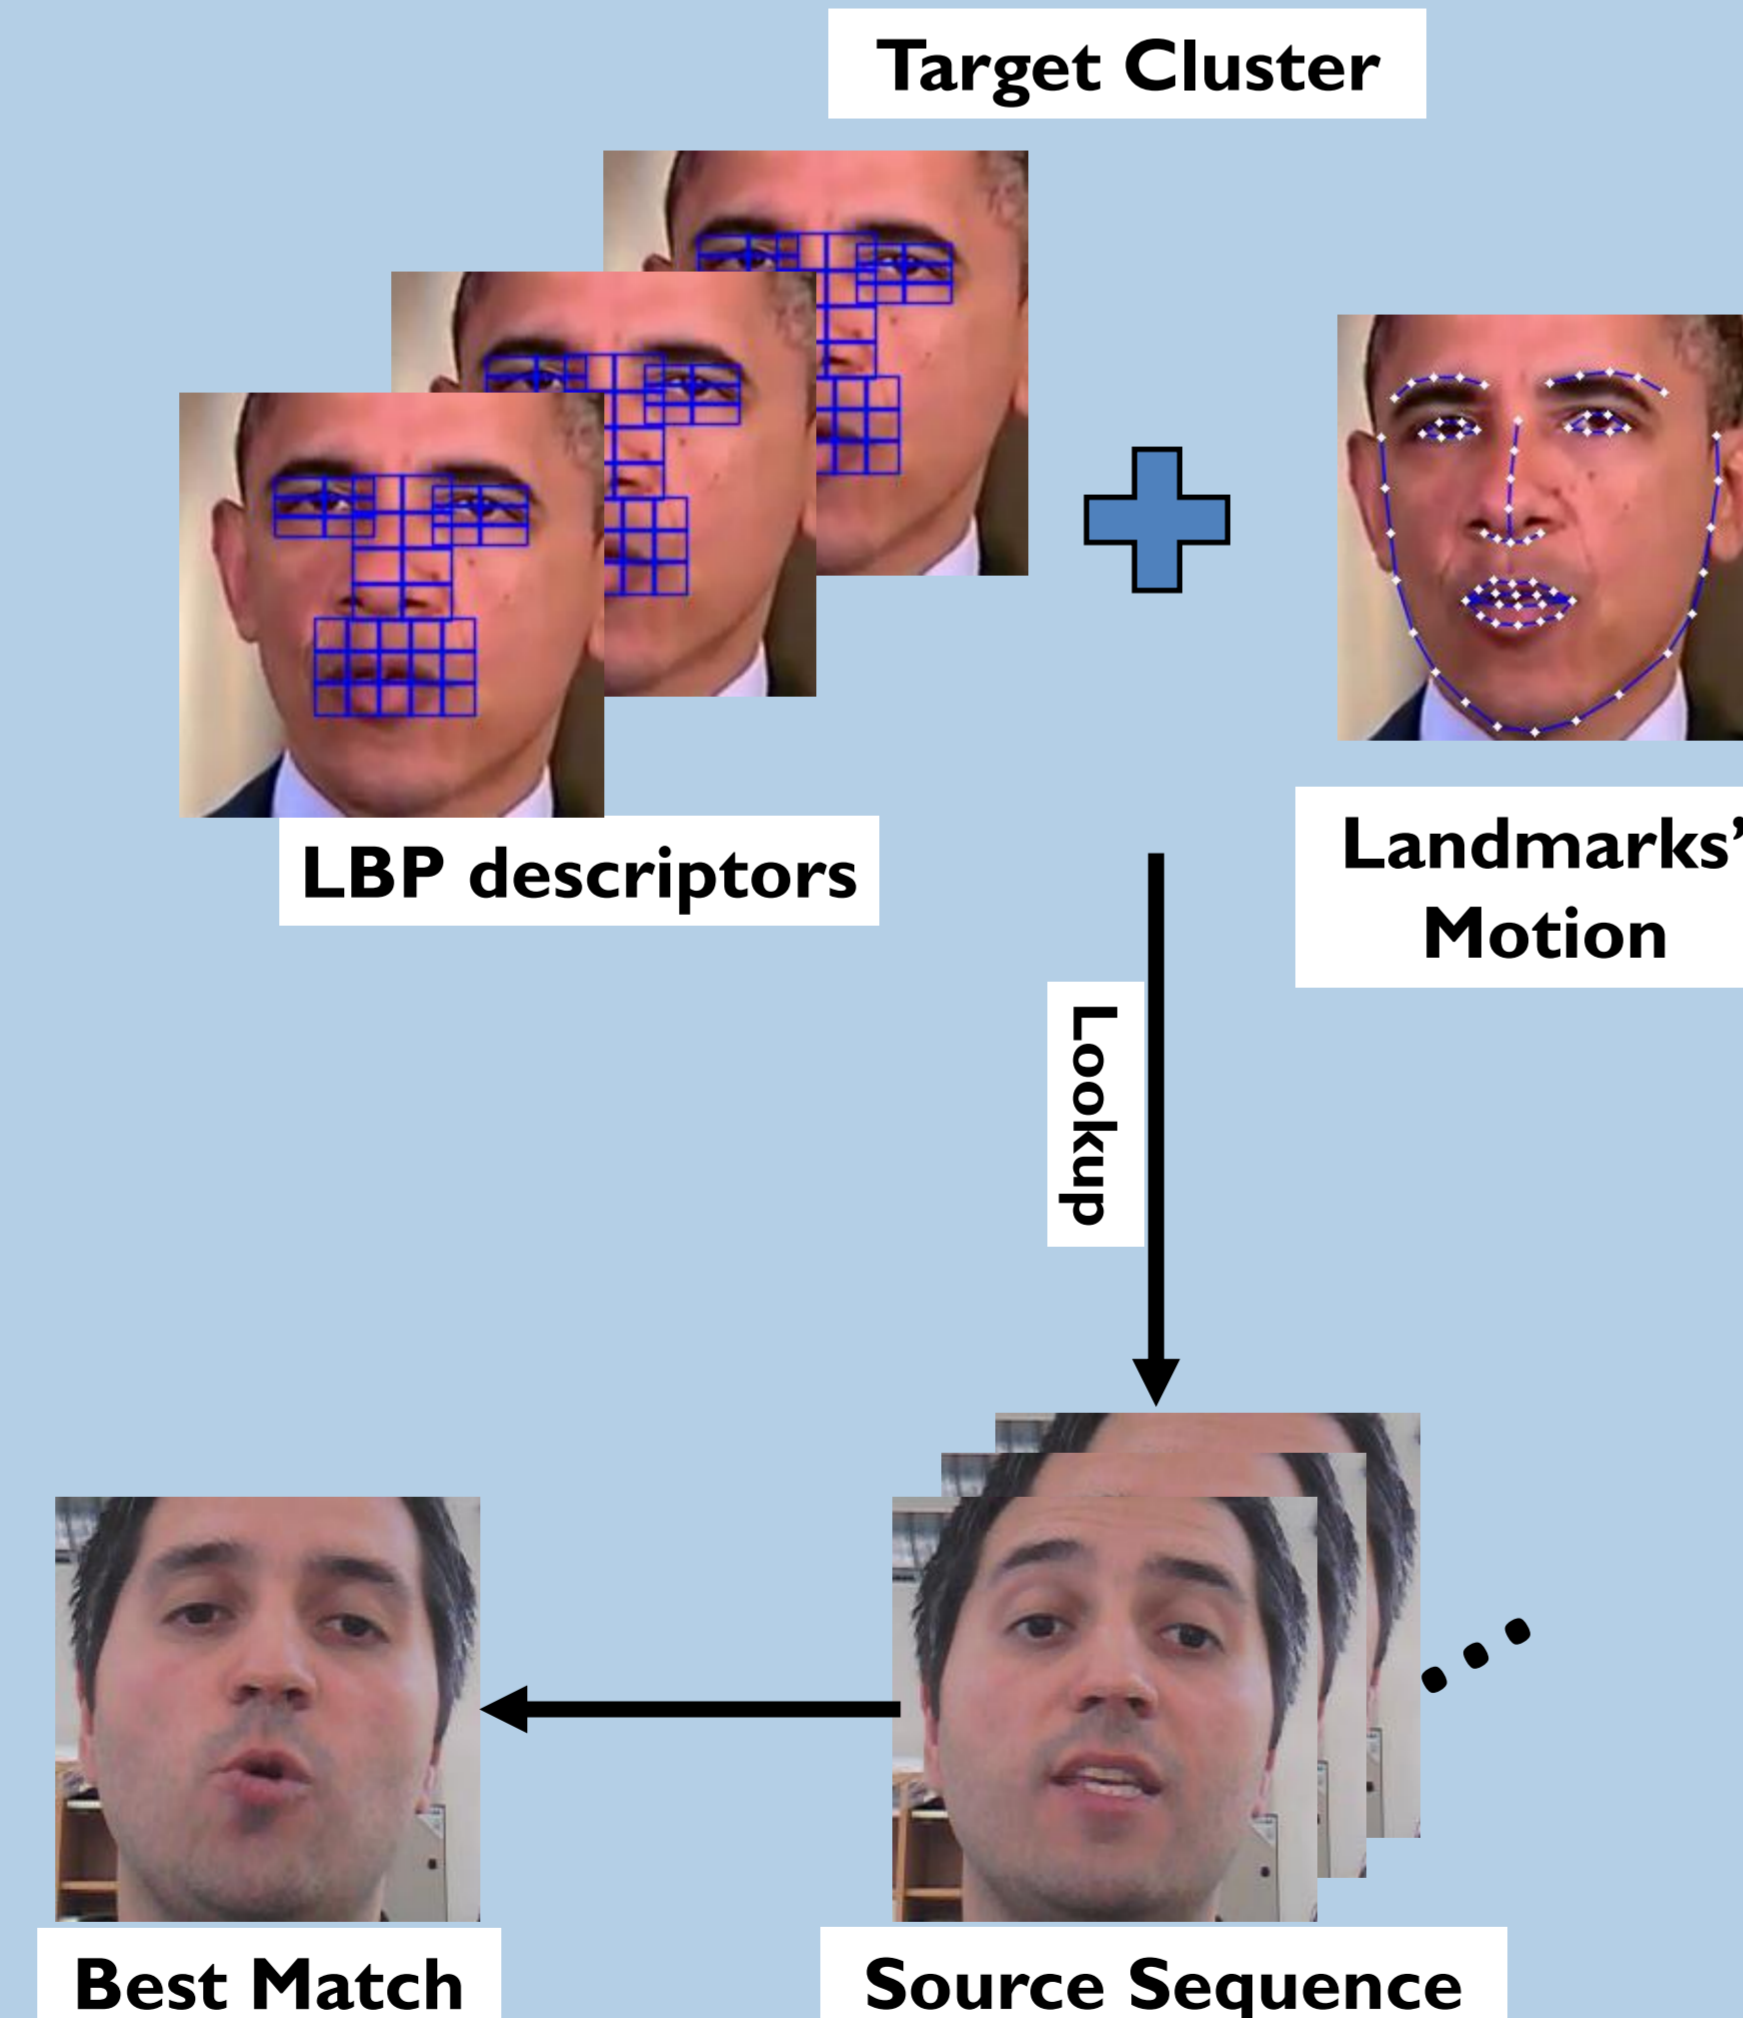 Target Cluster
LBP descriptors
Landmarks'
Motion
Lookup
Best Match
Source Sequence